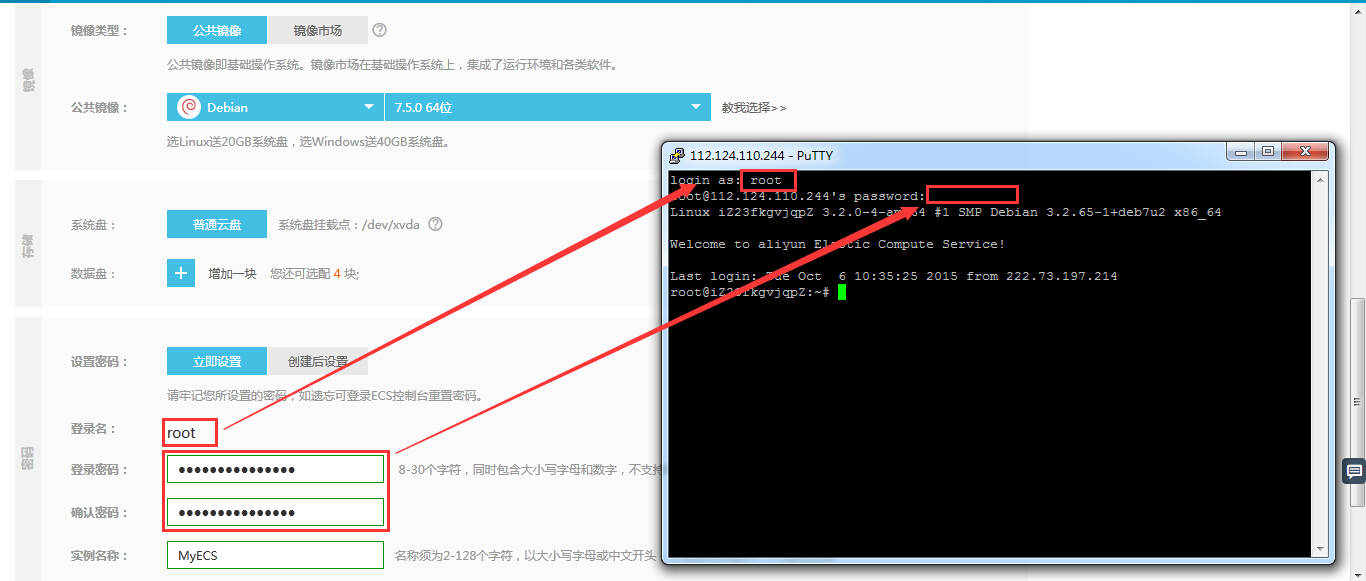 镜像
镜像类型：
公共镜像
镜像市场
?
公共镜像即基础操作系统。镜像市场在基础操作系统上，集成了运行环境和各类软件。
公共镜像：
Debian
7.5.0 64位
教我选择>>
选Linux送20GB系统盘，选Windows送40GB系统盘。
存储
系统盘：
普通云盘
系统盘挂载点：/dev/xvda
?
数据盘：
+
增加一块
您还可选配 4 块;
密码
设置密码：
立即设置
创建后设置
请牢记您所设置的密码，如遗忘可登录ECS控制台重置密码。
登录名：
root
登录密码：
●●●●●●●●●●●●●●●
8-30个字符，同时包含大小写字母和数字，不支持
确认密码：
●●●●●●●●●●●●●●●
实例名称：
MyECS
名称须为2-128个字符，以大小写字母或中文开头
112.124.110.244 - PuTTY
login as: root
root@112.124.110.244's password:
Linux iZ23fkgvjqpZ 3.2.0-4-amd64 #1 SMP Debian 3.2.65-1+deb7u2 x86_64
Welcome to aliyun Elastic Compute Service!
Last login: Tue Oct  6 10:35:25 2015 from 222.73.197.214
root@iZ23fkgvjqpZ:~#